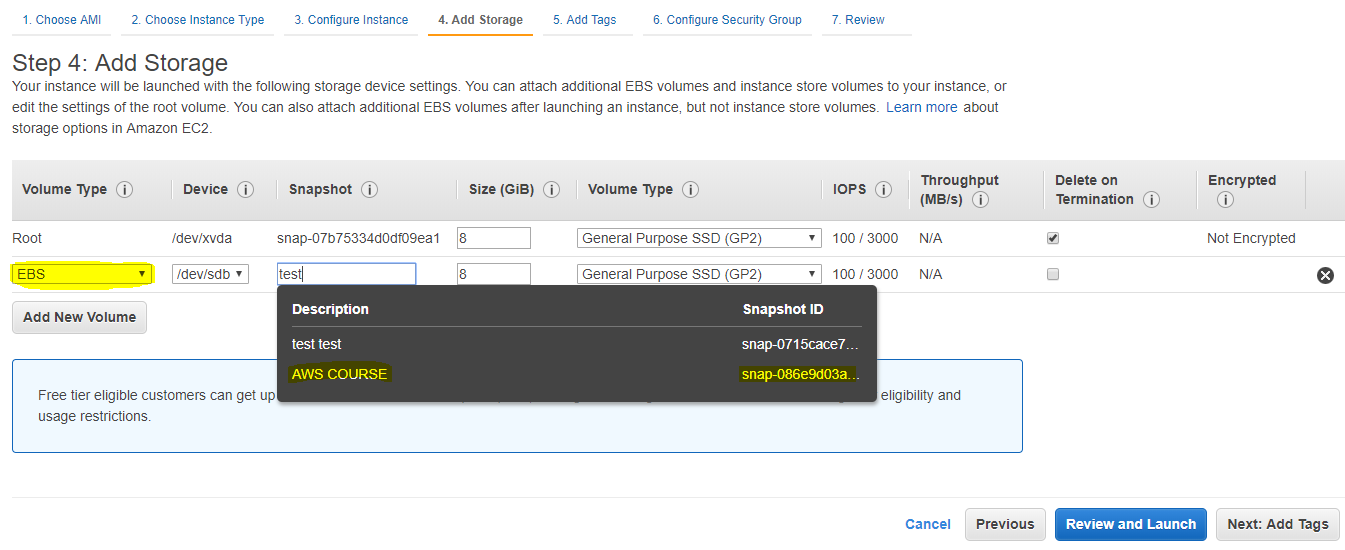 1. Choose AMI 2. Choose Instance Type 3. Configure Instance 4. Add Storage 5. Add Tags 6. Configure Security Group 7. Review
Step 4: Add Storage
Your instance will be launched with the following storage device settings. You can attach additional EBS volumes and instance store volumes to your instance, or
edit the settings of the root volume. You can also attach additional EBS volumes after launching an instance, but not instance store volumes. Learn more about
storage options in Amazon EC2.
Volume Type Device Snapshot Size (GiB) Volume Type IOPS Throughput (MB/s) Delete on Termination Encrypted
Root /dev/xvda snap-07b75334d0df09ea1 8 General Purpose SSD (GP2) 100 / 3000 N/A Not Encrypted
EBS /dev/sdb test 8 General Purpose SSD (GP2) 100 / 3000 N/A
Add New Volume
Description Snapshot ID
test test snap-0715cace7…
AWS COURSE snap-086e9d03a…
Free tier eligible customers can get up eligibility and
usage restrictions.
Cancel Previous Review and Launch Next: Add Tags